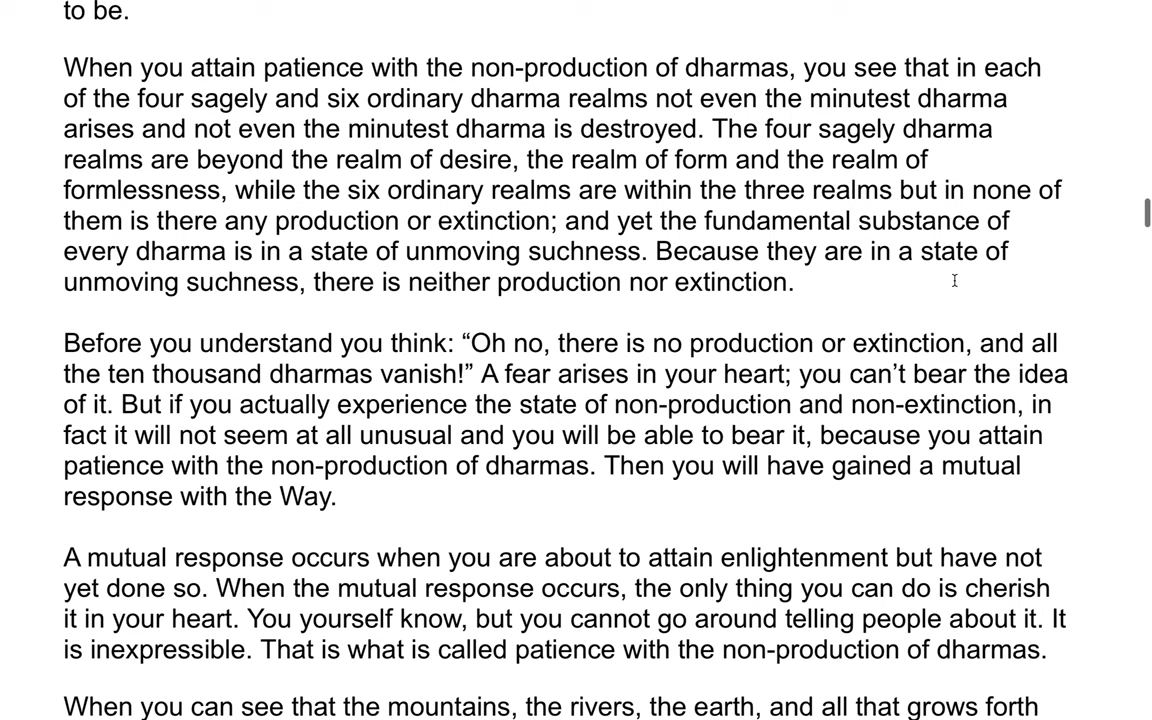 to be.
When you attain patience with the non-production of dharmas, you see that in each
of the four sagely and six ordinary dharma realms not even the minutest dharma
arises and not even the minutest dharma is destroyed. The four sagely dharma
realms are beyond the realm of desire, the realm of form and the realm of
formlessness, while the six ordinary realms are within the three realms but in none of
them is there any production or extinction; and yet the fundamental substance of
every dharma is in a state of unmoving suchness. Because they are in a state of
unmoving suchness, there is neither production nor extinction.
Before you understand you think: “Oh no, there is no production or extinction, and all
the ten thousand dharmas vanish!” A fear arises in your heart; you can’t bear the idea
of it. But if you actually experience the state of non-production and non-extinction, in
fact it will not seem at all unusual and you will be able to bear it, because you attain
patience with the non-production of dharmas. Then you will have gained a mutual
response with the Way.
A mutual response occurs when you are about to attain enlightenment but have not
yet done so. When the mutual response occurs, the only thing you can do is cherish
it in your heart. You yourself know, but you cannot go around telling people about it. It
is inexpressible. That is what is called patience with the non-production of dharmas.
When you can see that the mountains, the rivers, the earth, and all that grows forth